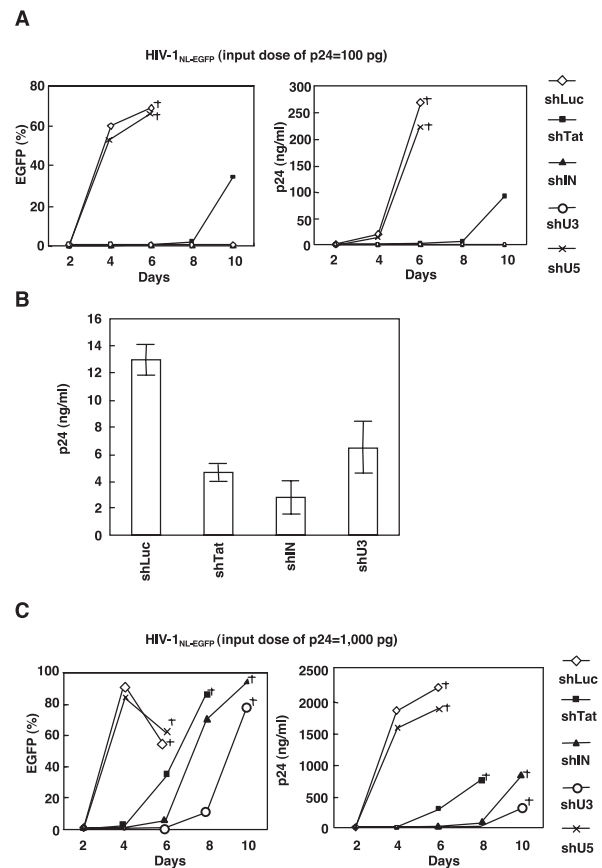 A
HIV-1NL-EGFP (input dose of p24=100 pg)
EGFP (%)
80
60
40
20
0
2 4 6 8 10
Days
† †
p24 (ng/ml)
300
250
200
150
100
50
0
2 4 6 8 10
Days
† †
shLuc
shTat
shIN
shU3
shU5
B
p24 (ng/ml)
16
14
12
10
8
6
4
2
0
shLuc shTat shIN shU3
C
HIV-1NL-EGFP (input dose of p24=1,000 pg)
EGFP (%)
100
80
60
40
20
0
2 4 6 8 10
Days
† † † † †
p24 (ng/ml)
2500
2000
1500
1000
500
0
2 4 6 8 10
Days
† † † † †
shLuc
shTat
shIN
shU3
shU5